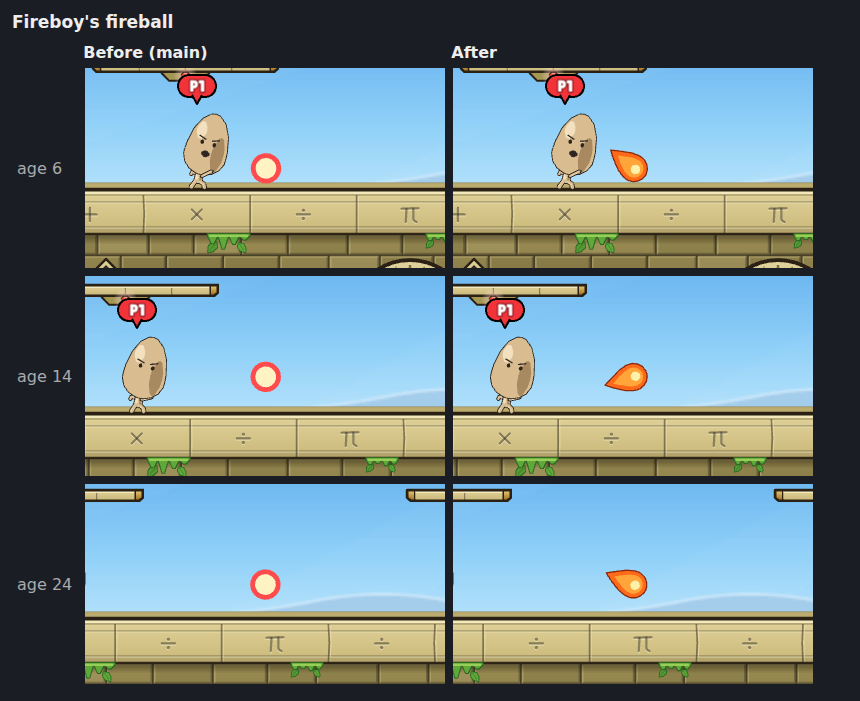 Fireboy's fireball
Before (main) After
age 6
P1 P1
+ × ÷ π + × ÷ π
age 14
P1 P1
× ÷ π × ÷ π
age 24
÷ π ÷ ÷ π ÷